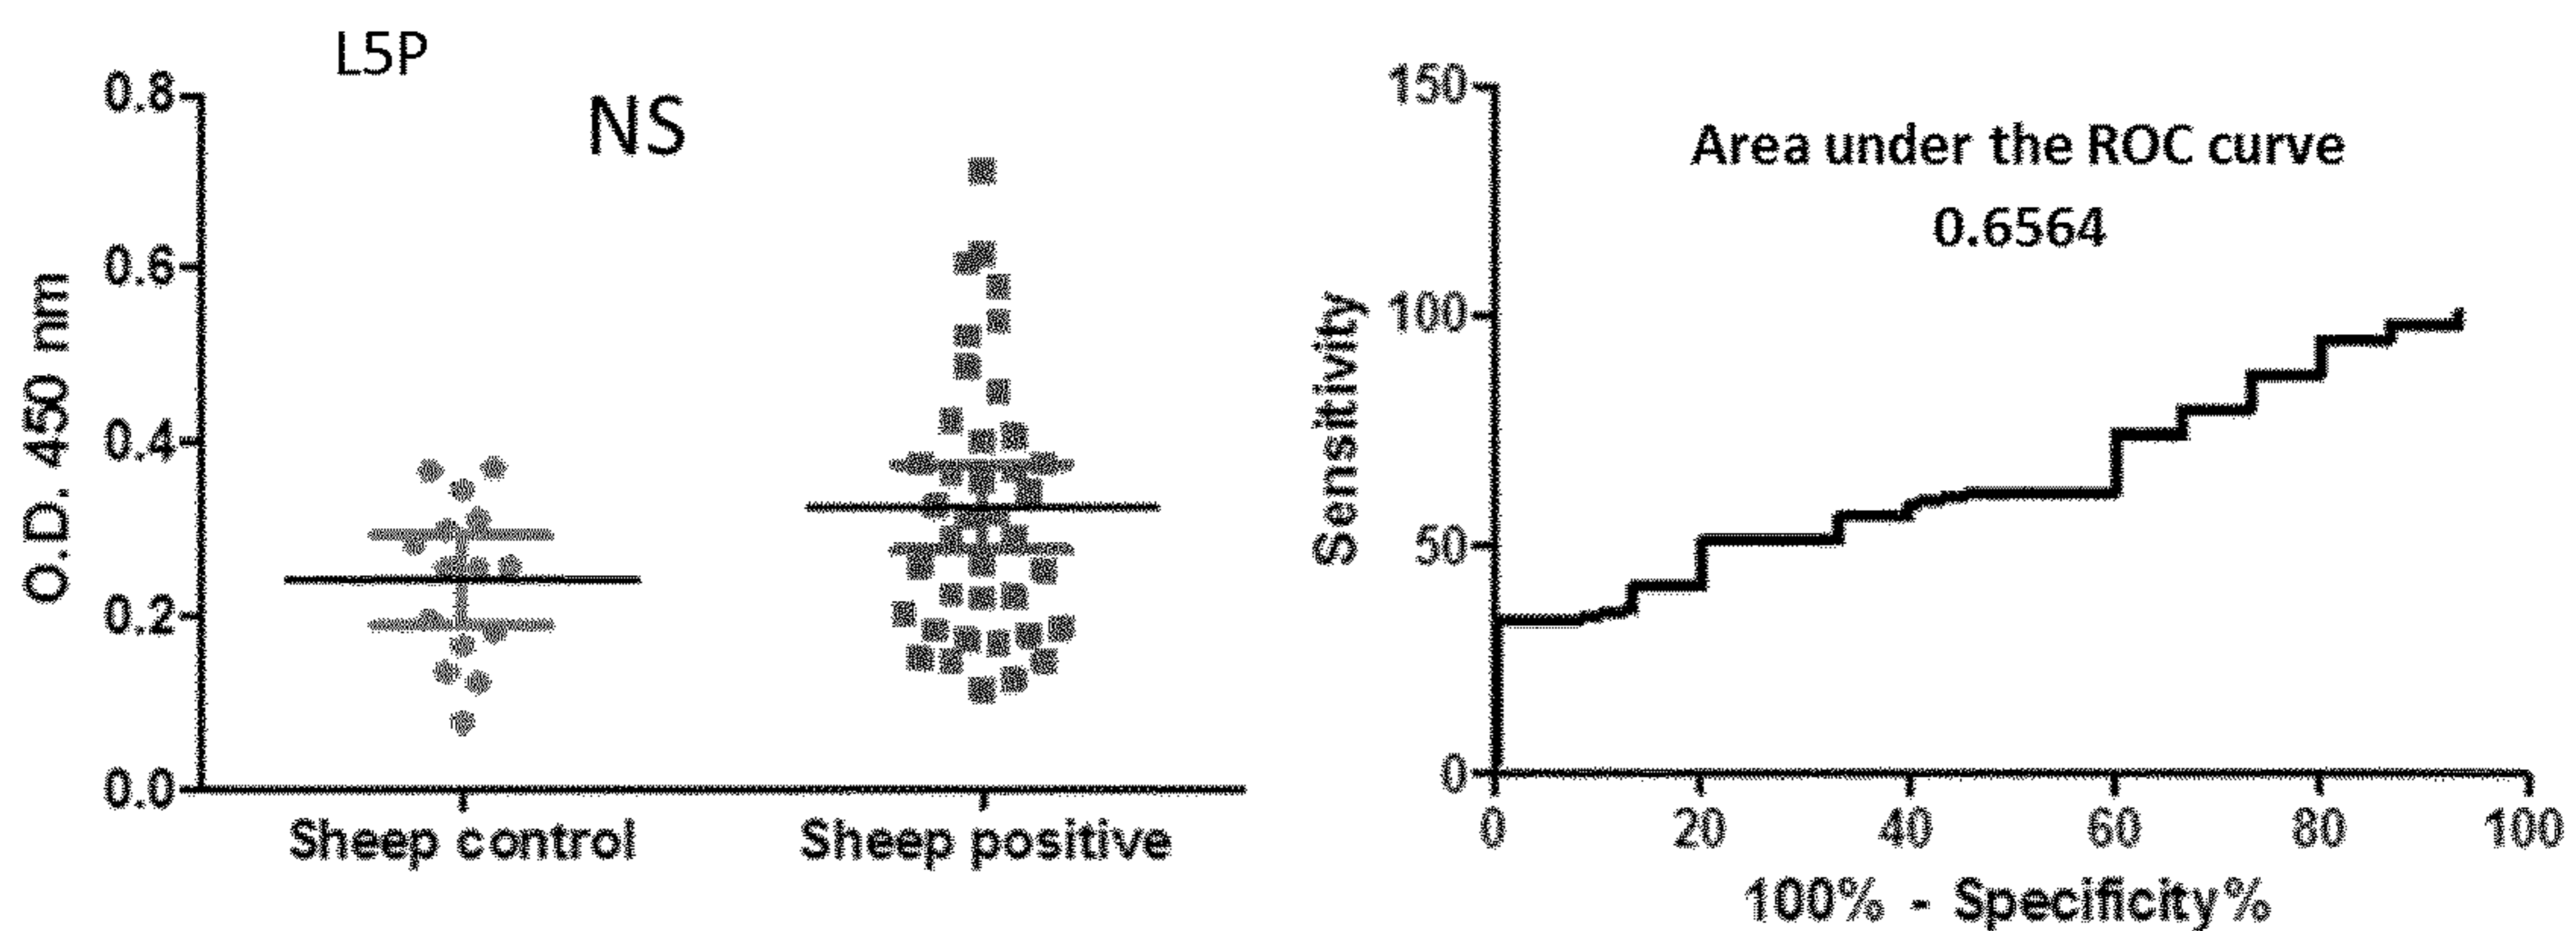 L5P
NS
0.8
0.6
0.4
0.2
0.0
O.D. 450 nm
Sheep control
Sheep positive
Area under the ROC curve
0.6564
150
100
50
0
Sensitivity
0 20 40 60 80 100
100% - Specificity%